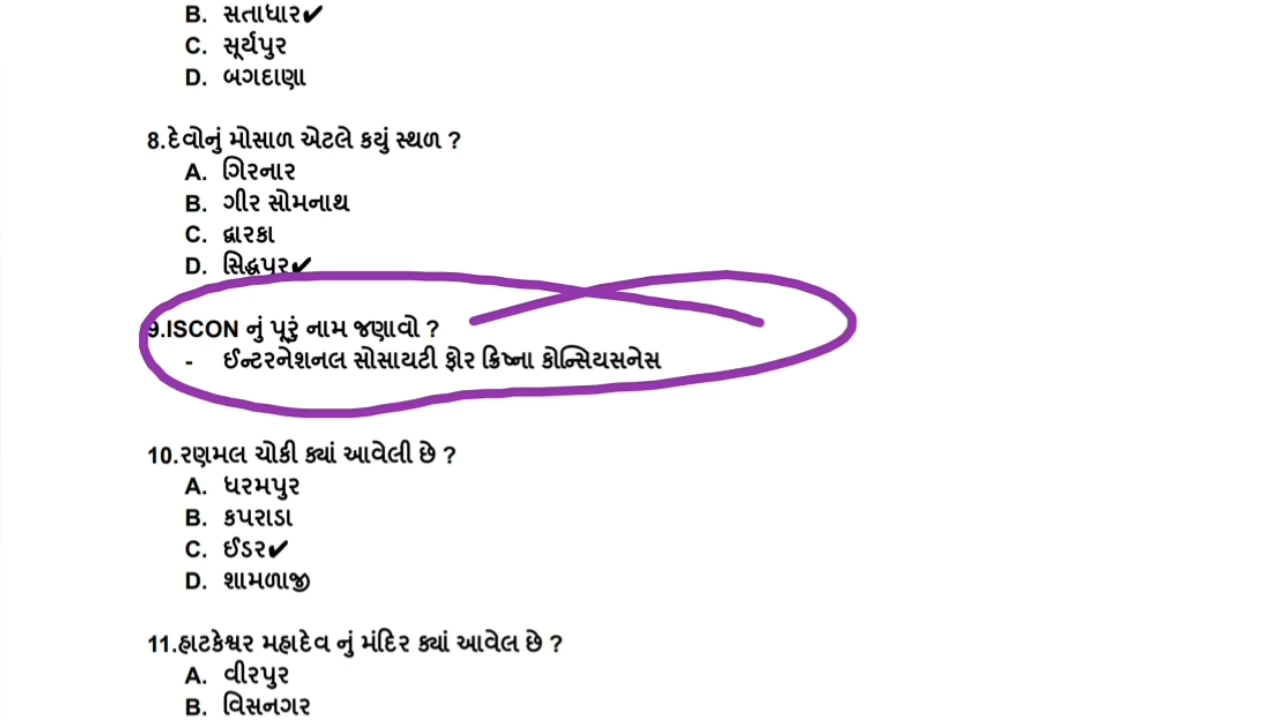 B. સતાધાર✔
C. સૂર્યપુર
D. બગદાણા
8.દેવોનું મોસાળ એટલે કયું સ્થળ ?
A. ગિરનાર
B. ગીર સોમનાથ
C. દ્વારકા
D. સિદ્ધપુર✔
9.ISCON નું પૂરું નામ જણાવો ?
- ઈન્ટરનેશનલ સોસાયટી ફોર ક્રિષ્ના કોન્સિયસનેસ
10.રણમલ ચોકી ક્યાં આવેલી છે ?
A. ધરમપુર
B. કપરાડા
C. ઈડર✔
D. શામળાજી
11.હાટકેશ્વર મહાદેવ નું મંદિર ક્યાં આવેલ છે ?
A. વીરપુર
B. વિસનગર